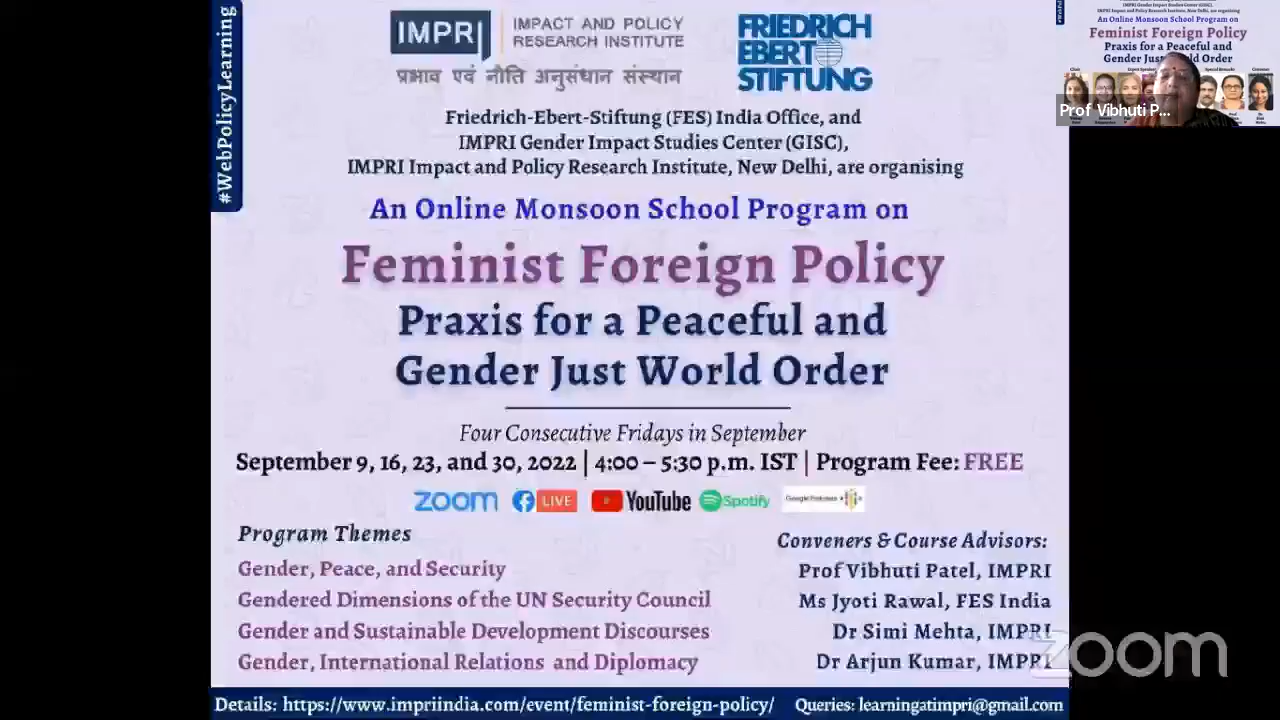 #WebPolicyLearning
IMPRI
IMPACT AND POLICY
RESEARCH INSTITUTE
प्रभाव एवं नीति अनुसंधान संस्थान
FRIEDRICH
EBERT
STIFTUNG
Friedrich-Ebert-Stiftung (FES) India Office, and
IMPRI Gender Impact Studies Center (GISC),
IMPRI Impact and Policy Research Institute, New Delhi, are organising
An Online Monsoon School Program on
Feminist Foreign Policy
Praxis for a Peaceful and
Gender Just World Order
Four Consecutive Fridays in September
September 9, 16, 23, and 30, 2022 | 4:00 – 5:30 p.m. IST | Program Fee: FREE
zoom
LIVE
YouTube
Spotify
Google Podcasts
Program Themes
Gender, Peace, and Security
Gendered Dimensions of the UN Security Council
Gender and Sustainable Development Discourses
Gender, International Relations and Diplomacy
Conveners & Course Advisors:
Prof Vibhuti Patel, IMPRI
Ms Jyoti Rawal, FES India
Dr Simi Mehta, IMPRI
Dr Arjun Kumar, IMPRI
Details: https://www.impriindia.com/event/feminist-foreign-policy/ Queries: learningatimpri@gmail.com
An Online Monsoon School Program on
Feminist Foreign Policy
Praxis for a Peaceful and
Gender Just World Order
Prof Vibhuti P...
zoom